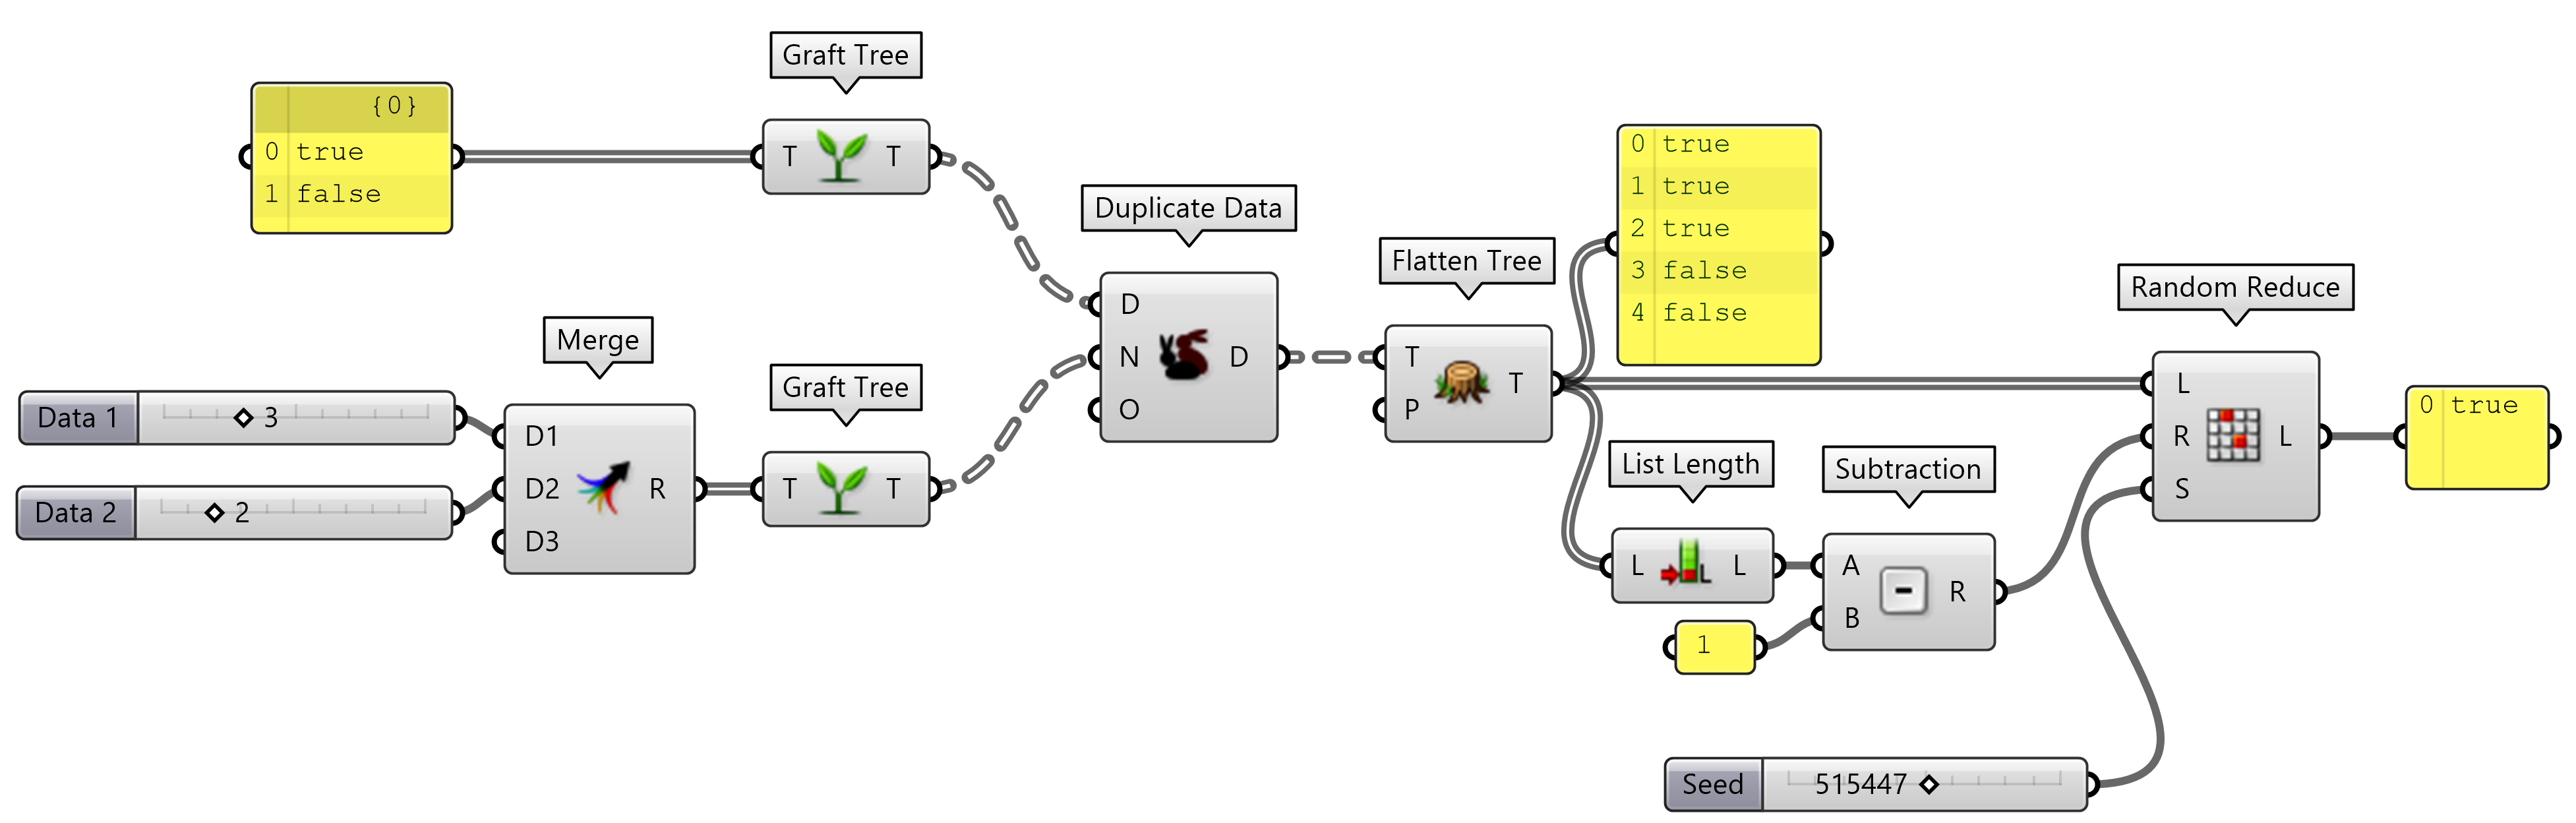 Graft Tree
{0}
0 true
1 false
T T
Duplicate Data
D
N D
O
Merge
Graft Tree
Data 1 3
Data 2 2
D1
D2 R
D3
T T
Flatten Tree
T
T
P
0 true
1 true
2 true
3 false
4 false
List Length
L L
Subtraction
A
R
B
1
Random Reduce
L
R L
S
0 true
Seed 515447